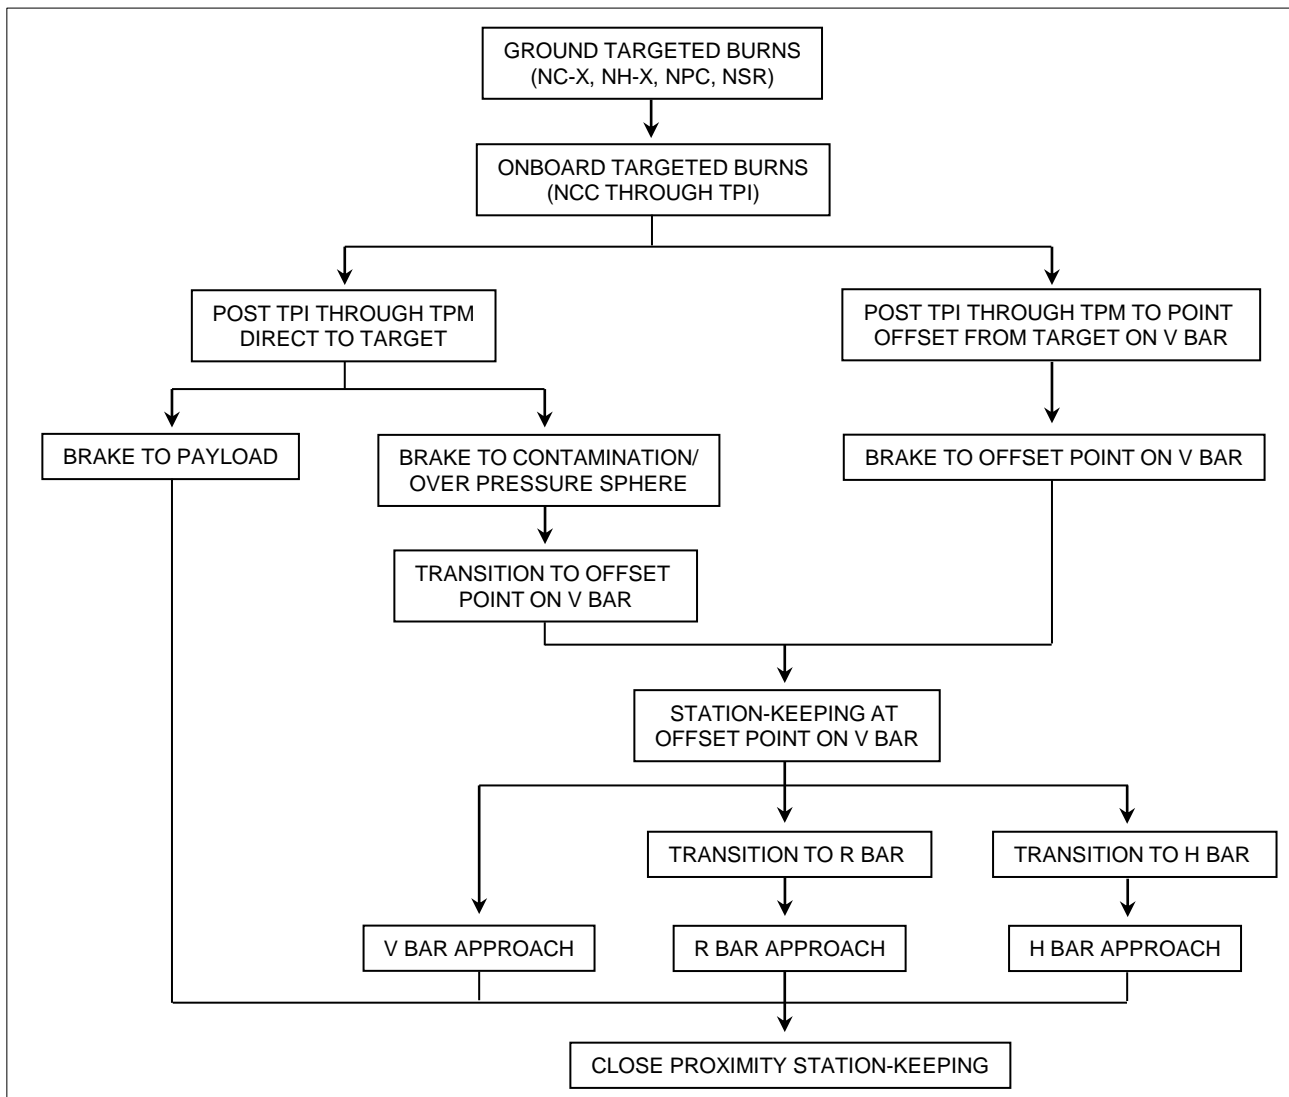 GROUND TARGETED BURNS
(NC-X, NH-X, NPC, NSR)
ONBOARD TARGETED BURNS
(NCC THROUGH TPI)
POST TPI THROUGH TPM
DIRECT TO TARGET
POST TPI THROUGH TPM TO POINT
OFFSET FROM TARGET ON V BAR
BRAKE TO PAYLOAD
BRAKE TO CONTAMINATION/
OVER PRESSURE SPHERE
BRAKE TO OFFSET POINT ON V BAR
TRANSITION TO OFFSET
POINT ON V BAR
STATION-KEEPING AT
OFFSET POINT ON V BAR
TRANSITION TO R BAR
TRANSITION TO H BAR
V BAR APPROACH
R BAR APPROACH
H BAR APPROACH
CLOSE PROXIMITY STATION-KEEPING